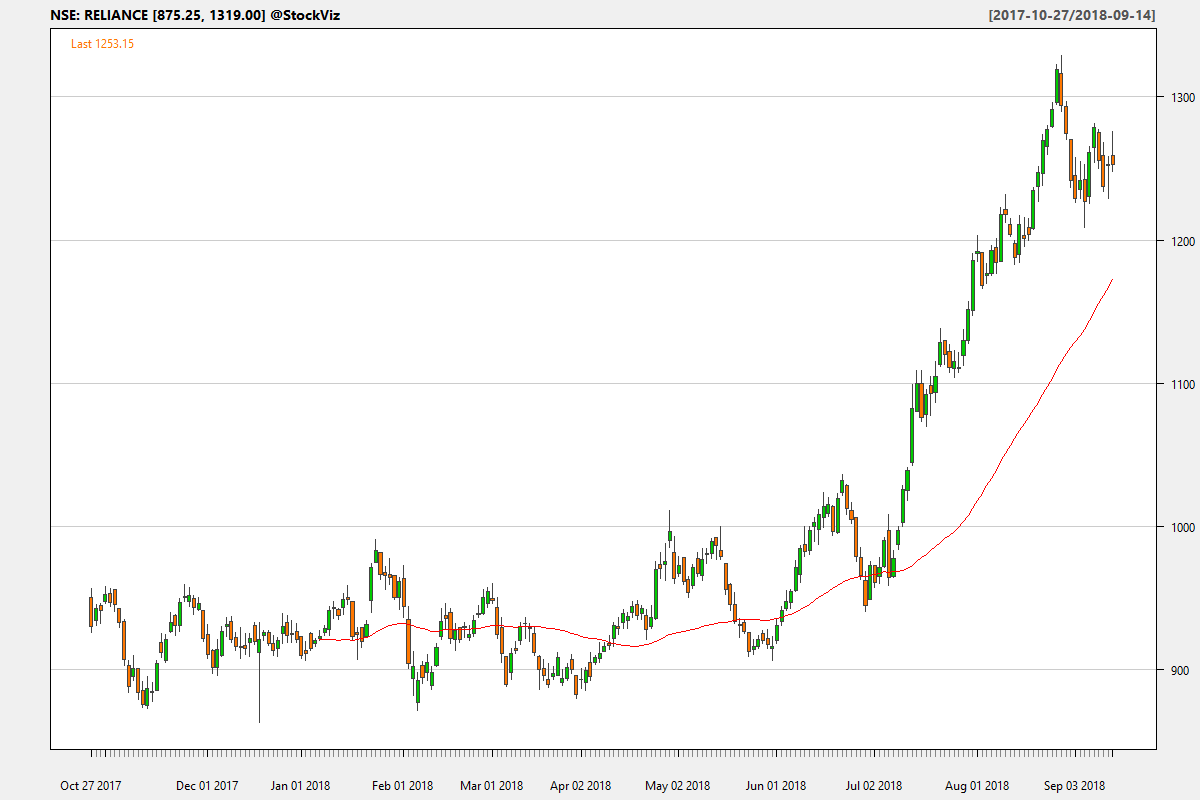 NSE: RELIANCE [875.25, 1319.00] @StockViz [2017-10-27/2018-09-14]
Last 1253.15
1300
1200
1100
1000
900
Oct 27 2017 Dec 01 2017 Jan 01 2018 Feb 01 2018 Mar 01 2018 Apr 02 2018 May 02 2018 Jun 01 2018 Jul 02 2018 Aug 01 2018 Sep 03 2018